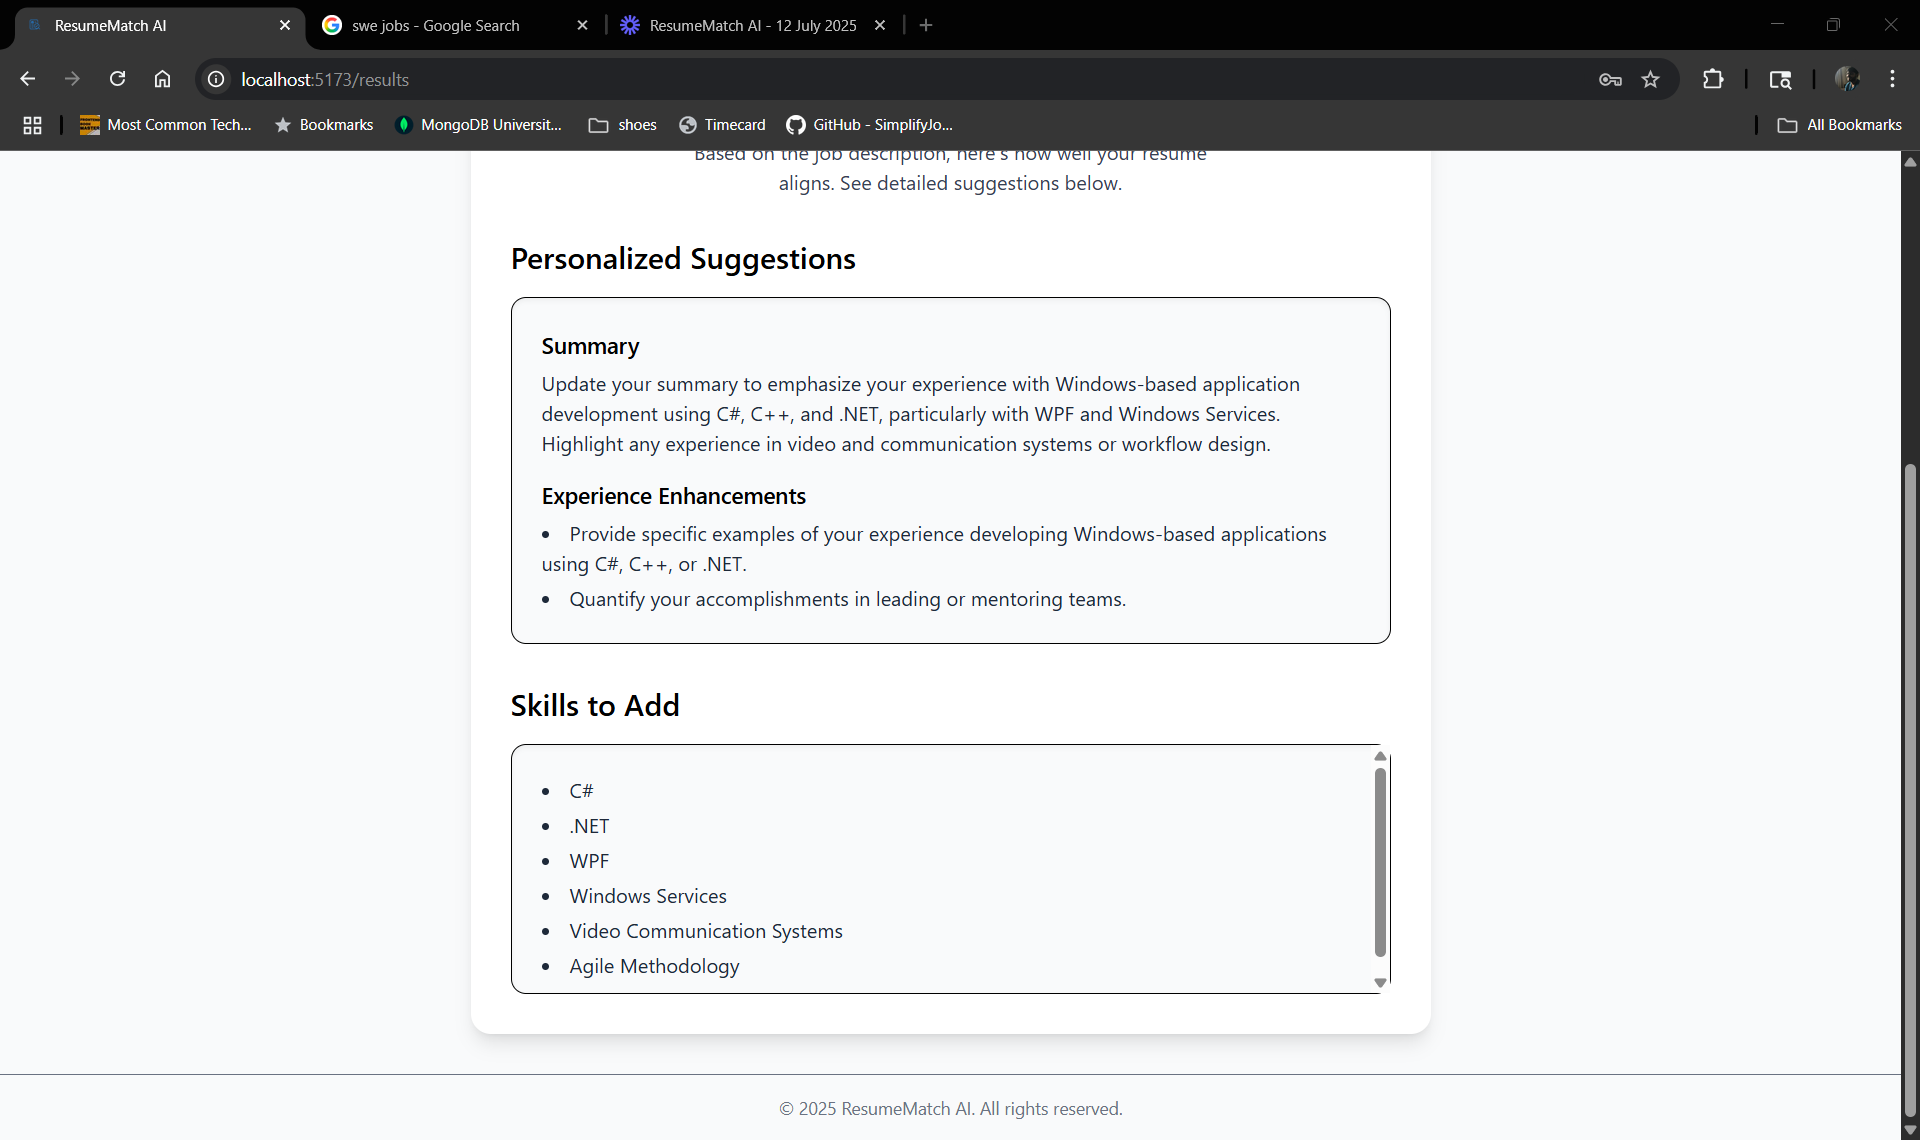 ResumeMatch AI
swe jobs - Google Search
ResumeMatch AI - 12 July 2025
localhost:5173/results
Most Common Tech...
Bookmarks
MongoDB Universit...
shoes
Timecard
GitHub - SimplifyJo...
All Bookmarks
Based on the job description, here's how well your resume
aligns. See detailed suggestions below.
Personalized Suggestions
Summary
Update your summary to emphasize your experience with Windows-based application
development using C#, C++, and .NET, particularly with WPF and Windows Services.
Highlight any experience in video and communication systems or workflow design.
Experience Enhancements
• Provide specific examples of your experience developing Windows-based applications
using C#, C++, or .NET.
• Quantify your accomplishments in leading or mentoring teams.
Skills to Add
• C#
• .NET
• WPF
• Windows Services
• Video Communication Systems
• Agile Methodology
© 2025 ResumeMatch AI. All rights reserved.